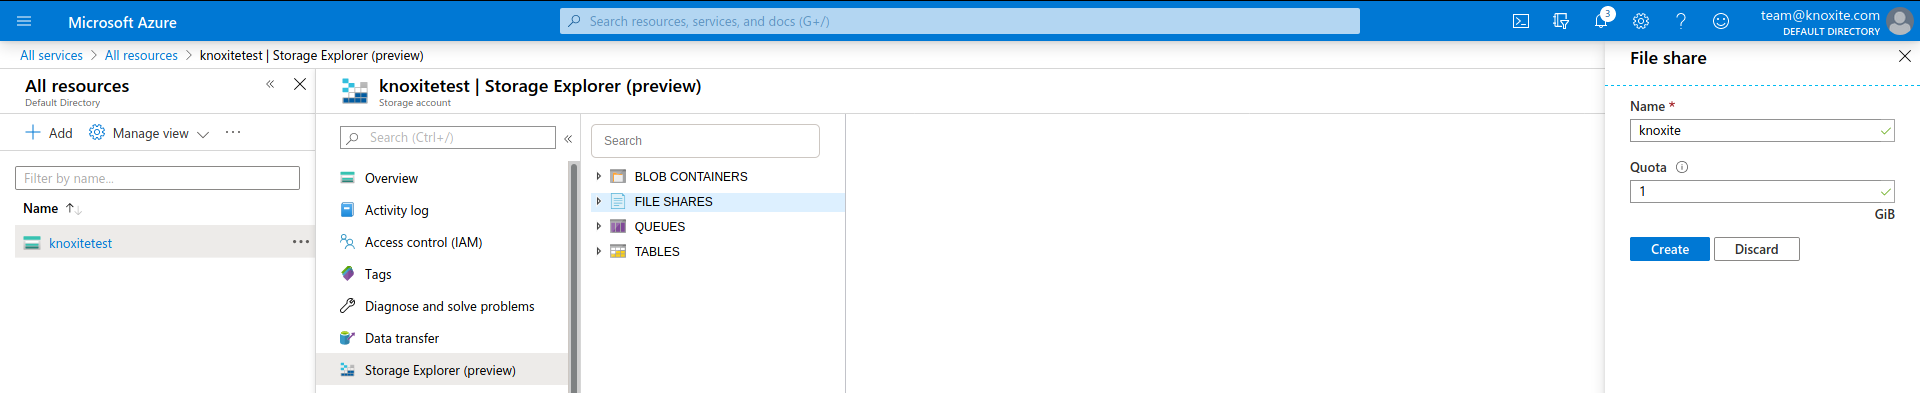 Microsoft Azure
Search resources, services, and docs (G+/)
3
team@knoxite.com
DEFAULT DIRECTORY
All services > All resources > knoxitetest | Storage Explorer (preview)
All resources
Default Directory
Add
Manage view
Filter by name...
Name
knoxitetest
knoxitetest | Storage Explorer (preview)
Storage account
Search (Ctrl+/)
Overview
Activity log
Access control (IAM)
Tags
Diagnose and solve problems
Data transfer
Storage Explorer (preview)
Search
BLOB CONTAINERS
FILE SHARES
QUEUES
TABLES
File share
Name *
knoxite
Quota
1
GiB
Create
Discard